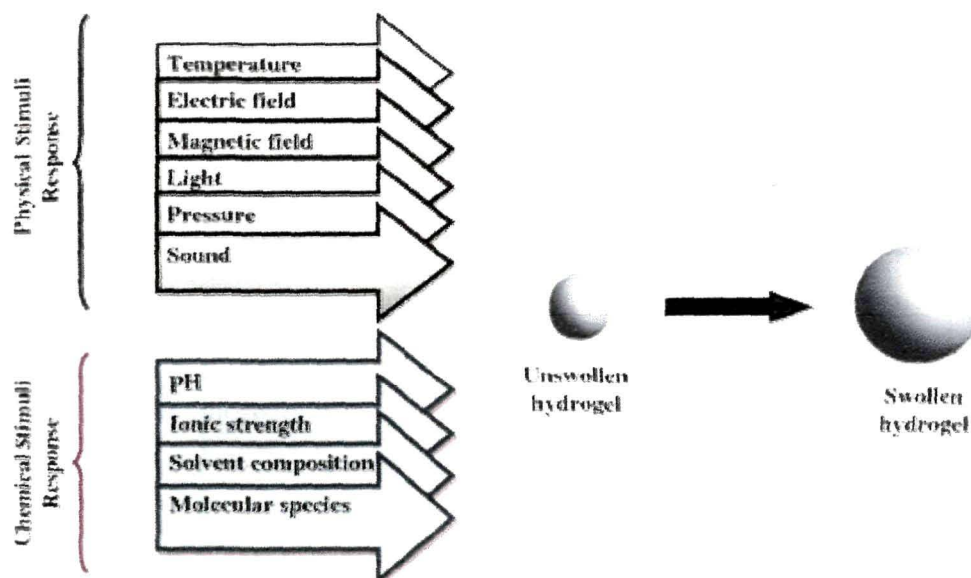 Physical Stimuli
Response
Temperature
Electric field
Magnetic field
Light
Pressure
Sound
Chemical Stimuli
Response
pH
Ionic strength
Solvent composition
Molecular species
Unswollen
hydrogel
Swollen
hydrogel